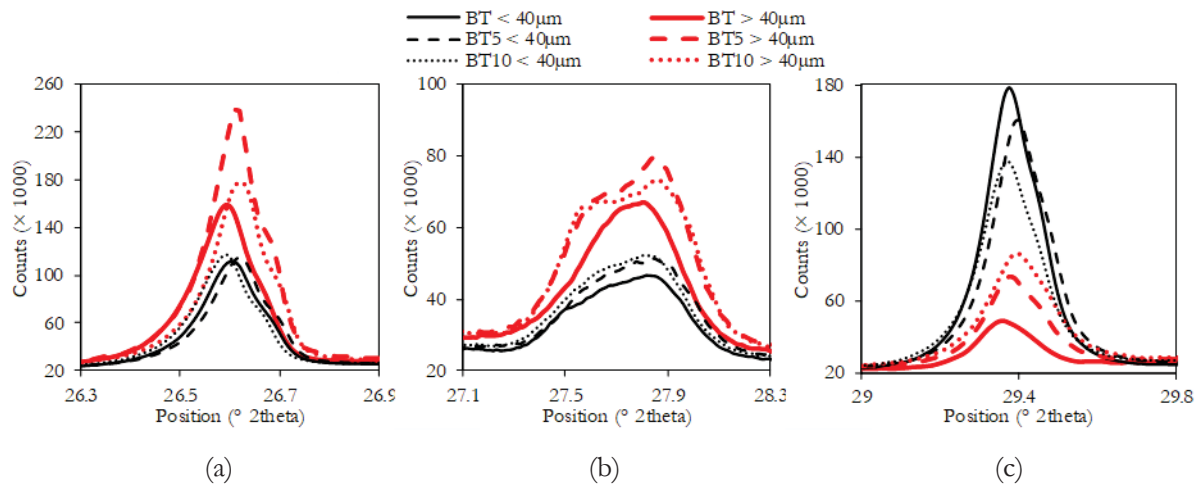 BT < 40μm BT > 40μm
BT5 < 40μm BT5 > 40μm
BT10 < 40μm BT10 > 40μm
Counts (× 1000)
260
220
180
140
100
60
20
26.3 26.5 26.7 26.9
Position (° 2theta)
(a)
Counts (× 1000)
100
80
60
40
20
27.1 27.5 27.9 28.3
Position (° 2theta)
(b)
Counts (× 1000)
180
140
100
60
20
29 29.4 29.8
Position (° 2theta)
(c)